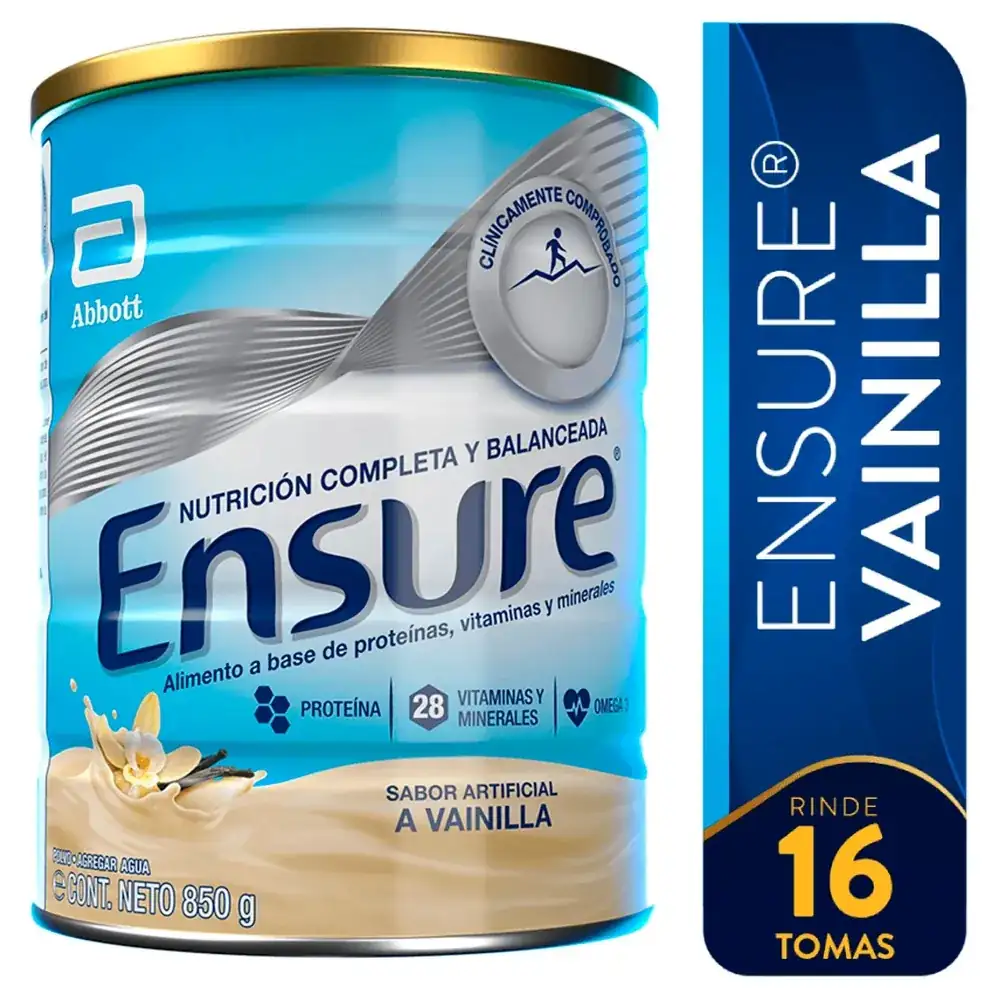 Abbott
CLÍNICAMENTE COMPROBADO
NUTRICIÓN COMPLETA Y BALANCEADA
Ensure®
Alimento a base de proteínas, vitaminas y minerales
PROTEÍNA
28 VITAMINAS Y
MINERALES
OMEGA 3
SABOR ARTIFICIAL
A VAINILLA
POLVO • AGREGAR AGUA
℮ CONT. NETO 850 g
ENSURE®
VAINILLA
RINDE
16
TOMAS